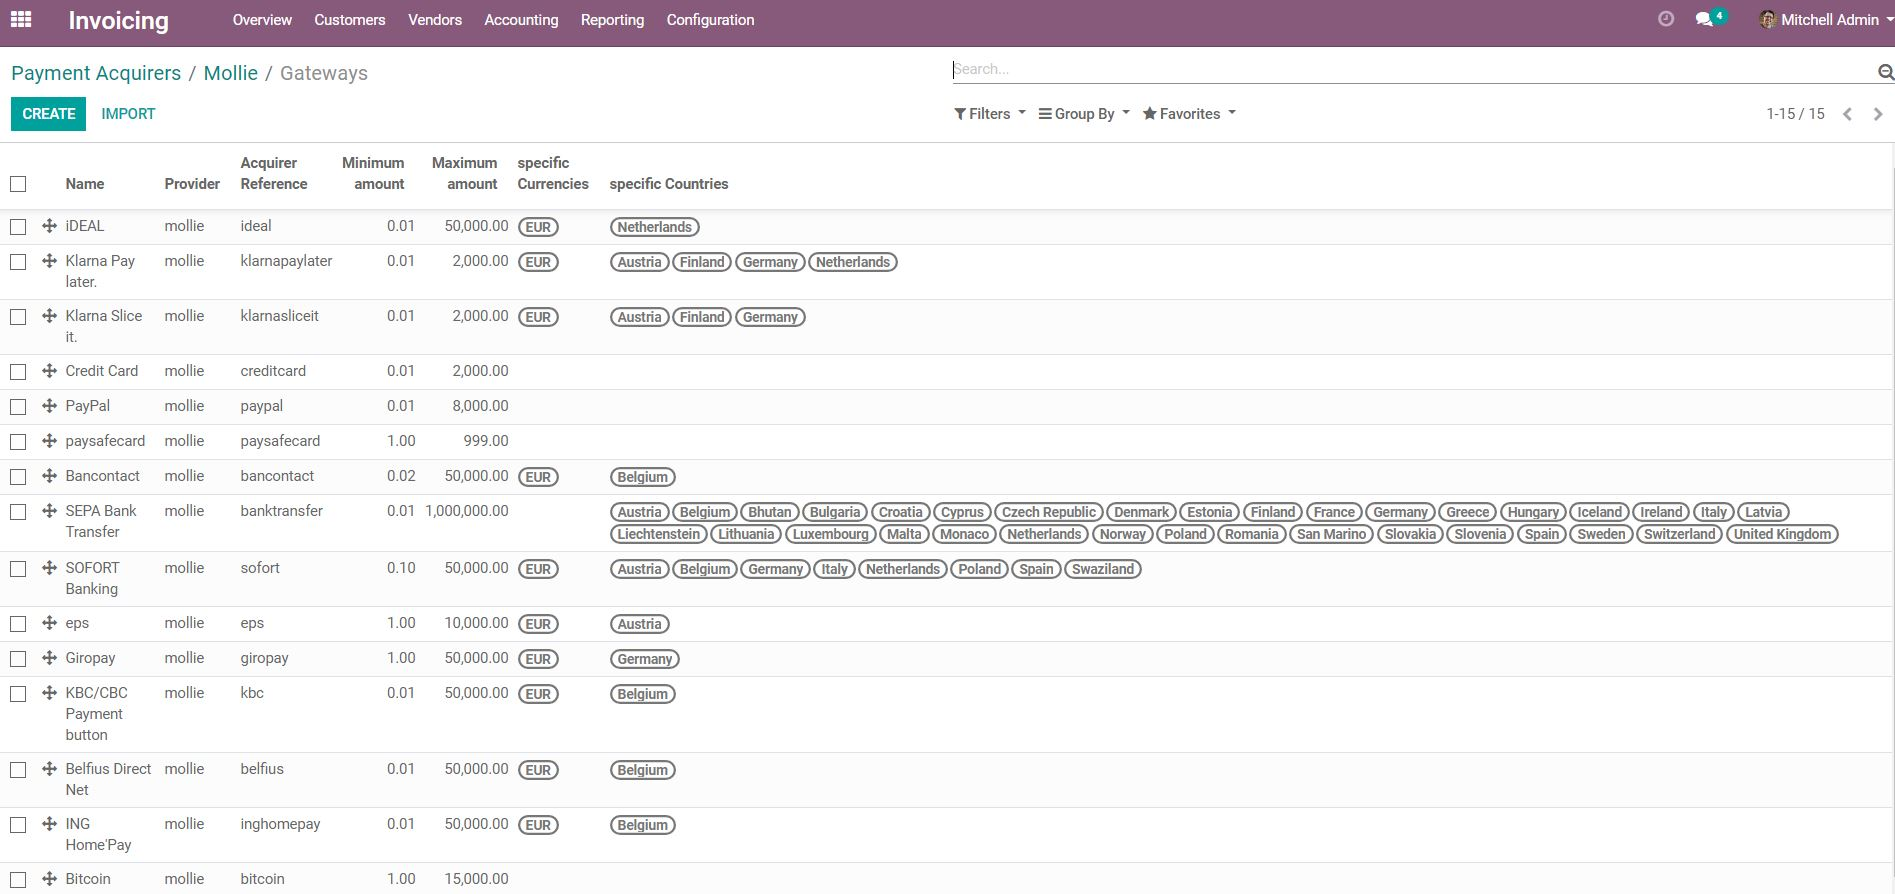 Invoicing Overview Customers Vendors Accounting Reporting Configuration 4 Mitchell Admin
Payment Acquirers / Mollie / Gateways Search...
CREATE IMPORT Filters Group By Favorites 1-15 / 15
Name Provider Acquirer Reference Minimum amount Maximum amount specific Currencies specific Countries
iDEAL mollie ideal 0.01 50,000.00 EUR Netherlands
Klarna Pay later. mollie klarnapaylater 0.01 2,000.00 EUR Austria Finland Germany Netherlands
Klarna Slice it. mollie klarnasliceit 0.01 2,000.00 EUR Austria Finland Germany
Credit Card mollie creditcard 0.01 2,000.00
PayPal mollie paypal 0.01 8,000.00
paysafecard mollie paysafecard 1.00 999.00
Bancontact mollie bancontact 0.02 50,000.00 EUR Belgium
SEPA Bank mollie banktransfer 0.01 1,000,000.00 Austria Belgium Bhutan Bulgaria Croatia Cyprus Czech Republic Denmark Estonia Finland France Germany Greece Hungary Iceland Ireland Italy Latvia
Transfer Liechtenstein Lithuania Luxembourg Malta Monaco Netherlands Norway Poland Romania San Marino Slovakia Slovenia Spain Sweden Switzerland United Kingdom
SOFORT Banking mollie sofort 0.10 50,000.00 EUR Austria Belgium Germany Italy Netherlands Poland Spain Swaziland
eps mollie eps 1.00 10,000.00 EUR Austria
Giropay mollie giropay 1.00 50,000.00 EUR Germany
KBC/CBC Payment button mollie kbc 0.01 50,000.00 EUR Belgium
Belfius Direct Net mollie belfius 0.01 50,000.00 EUR Belgium
ING Home'Pay mollie inghomepay 0.01 50,000.00 EUR Belgium
Bitcoin mollie bitcoin 1.00 15,000.00